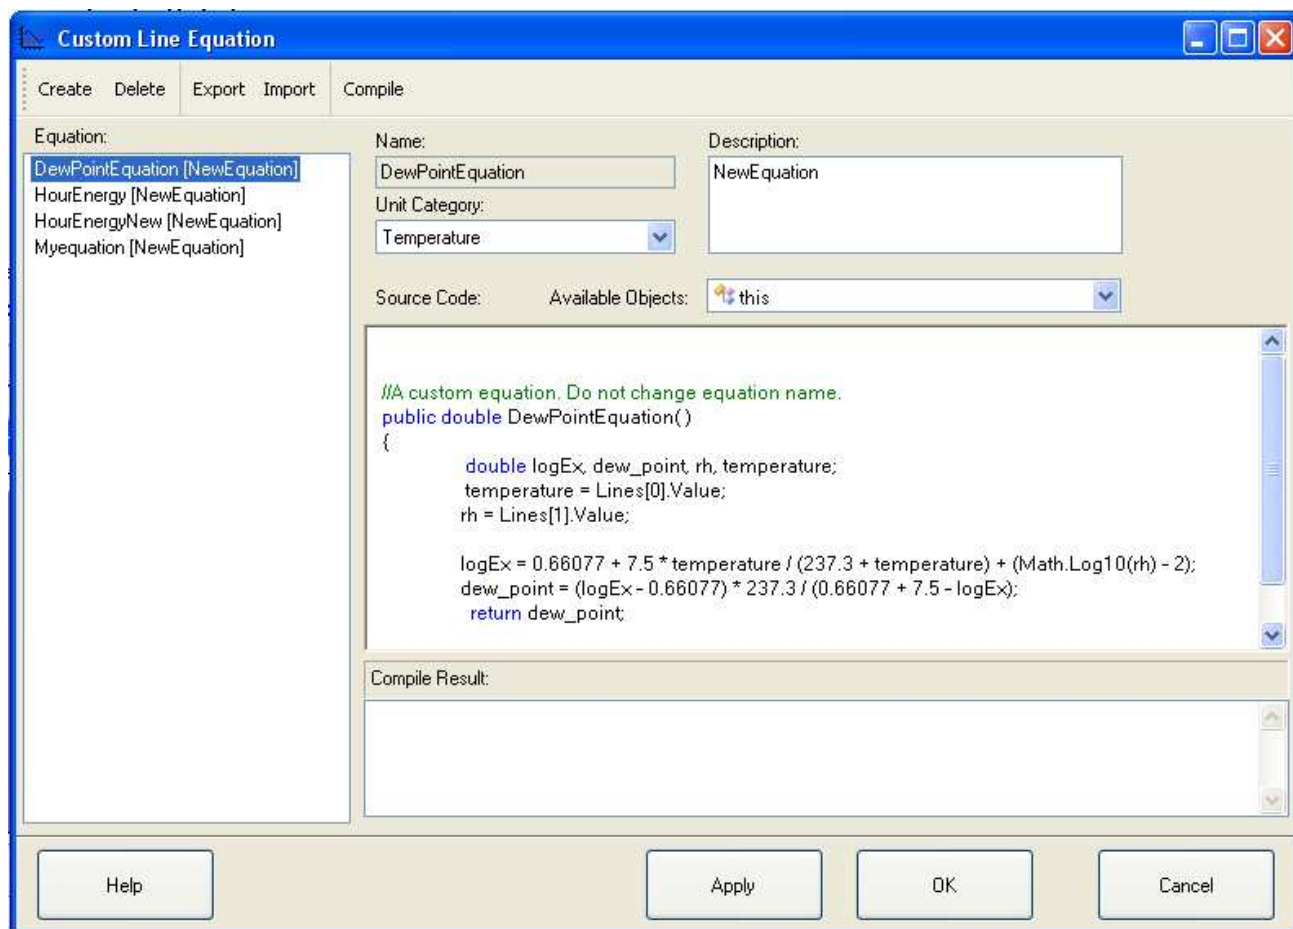 Custom Line Equation
Create Delete Export Import Compile
Equation:
DewPointEquation [NewEquation]
HourEnergy [NewEquation]
HourEnergyNew [NewEquation]
Myequation [NewEquation]
Name:
DewPointEquation
Unit Category:
Temperature
Description:
NewEquation
Source Code: Available Objects: this
//A custom equation. Do not change equation name.
public double DewPointEquation()
{
double logEx, dew_point, rh, temperature;
temperature = Lines[0].Value;
rh = Lines[1].Value;
logEx = 0.66077 + 7.5 * temperature / (237.3 + temperature) + (Math.Log10(rh) - 2);
dew_point = (logEx - 0.66077) * 237.3 / (0.66077 + 7.5 - logEx);
return dew_point;
Compile Result:
Help Apply OK Cancel